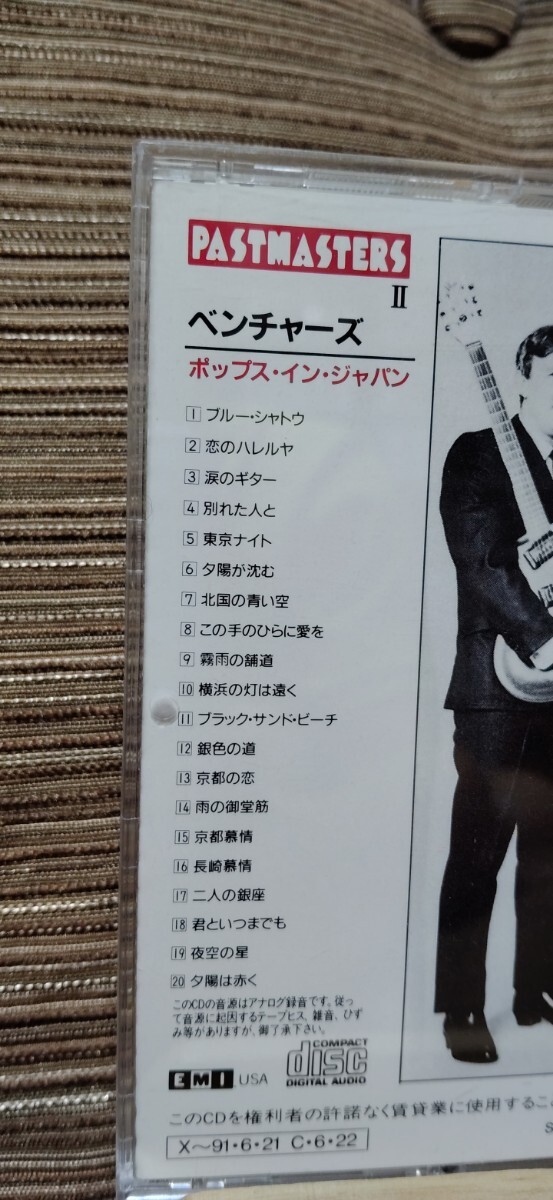 PASTMASTERS
II
ベンチャーズ
ポップス・イン・ジャパン
1 ブルー・シャトウ
2 恋のハレルヤ
3 涙のギター
4 別れた人と
5 東京ナイト
6 夕陽が沈む
7 北国の青い空
8 この手のひらに愛を
9 霧雨の舗道
10 横浜の灯は遠く
11 ブラック・サンド・ビーチ
12 銀色の道
13 京都の恋
14 雨の御堂筋
15 京都慕情
16 長崎慕情
17 二人の銀座
18 君といつまでも
19 夜空の星
20 夕陽は赤く
このCDの音源はアナログ録音です。従っ
て音源に起因するテープヒス、雑音、ひず
み等がありますが、御了承下さい。
EMI USA
COMPACT
disc
DIGITAL AUDIO
このCDを権利者の許諾なく賃貸業に使用するこ
X〜91・6・21 C・6・22